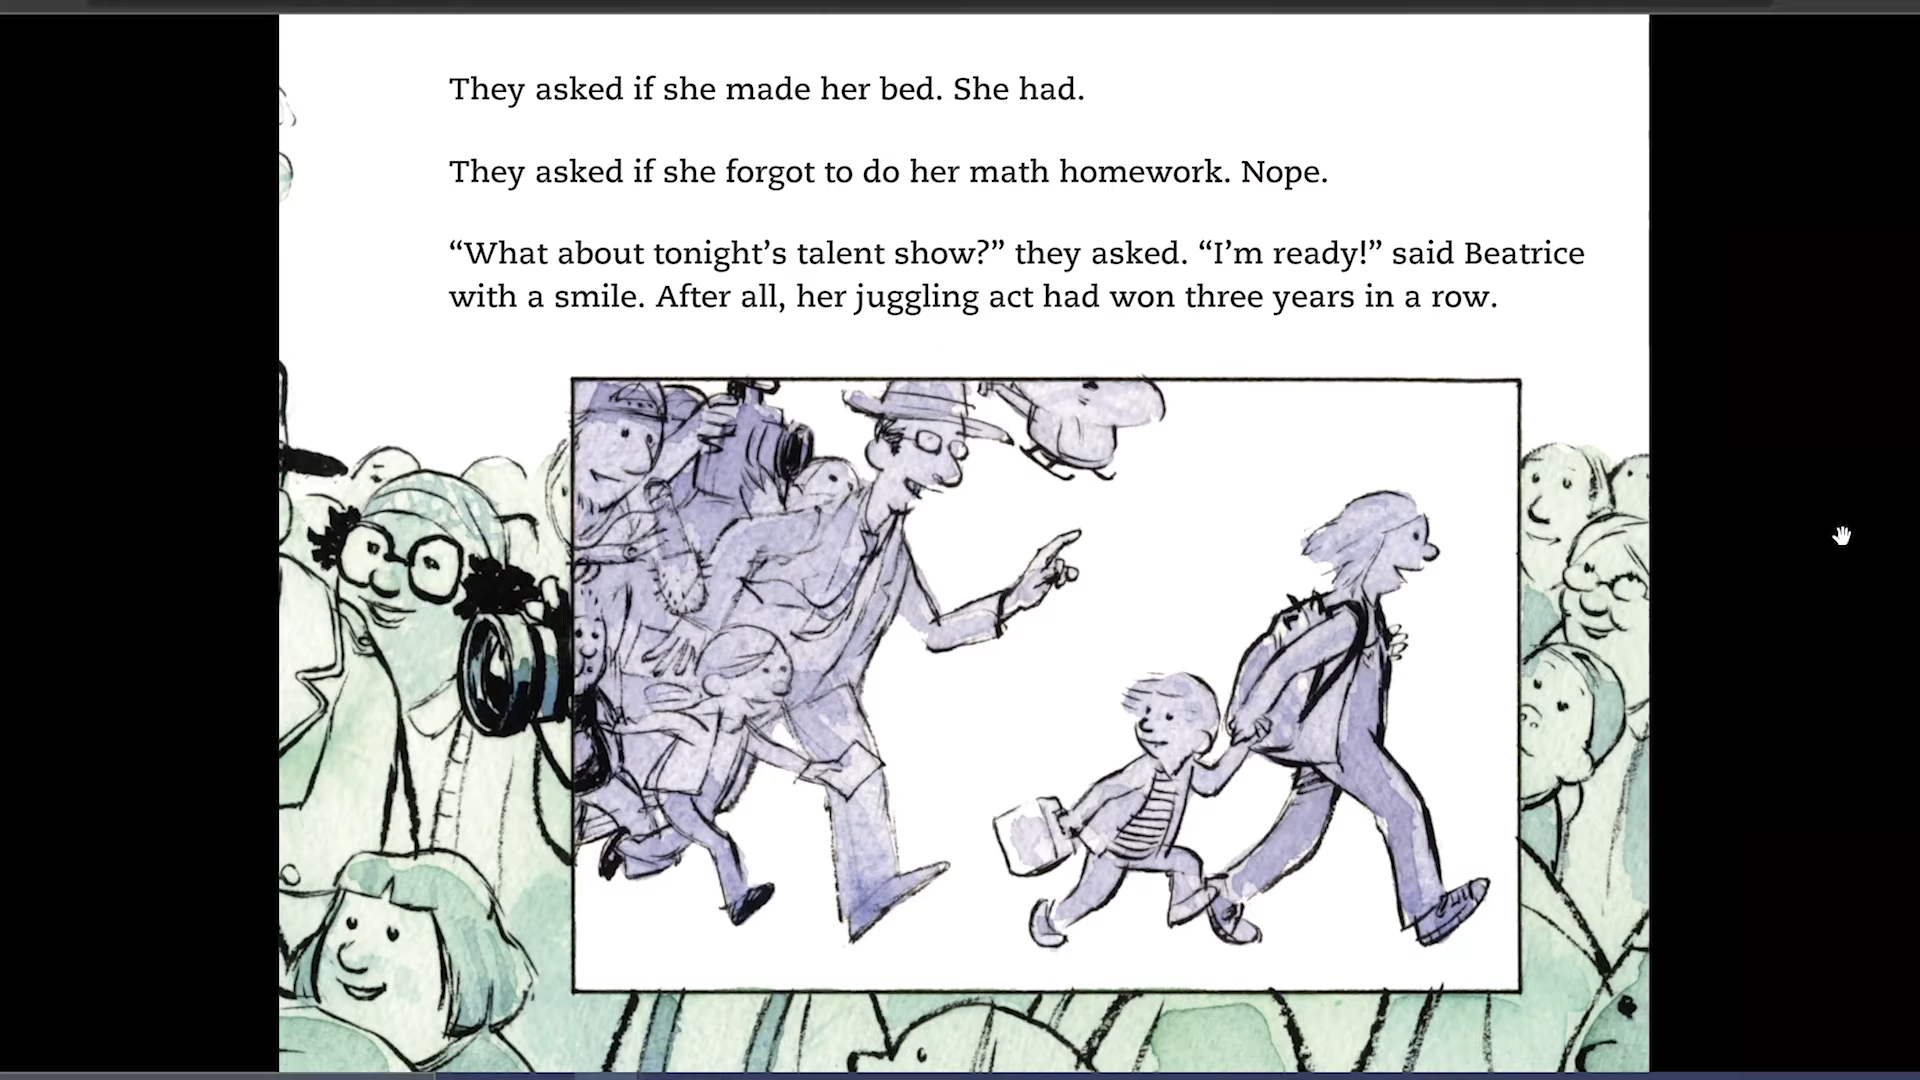 They asked if she made her bed. She had.
They asked if she forgot to do her math homework. Nope.
“What about tonight’s talent show?” they asked. “I’m ready!” said Beatrice
with a smile. After all, her juggling act had won three years in a row.